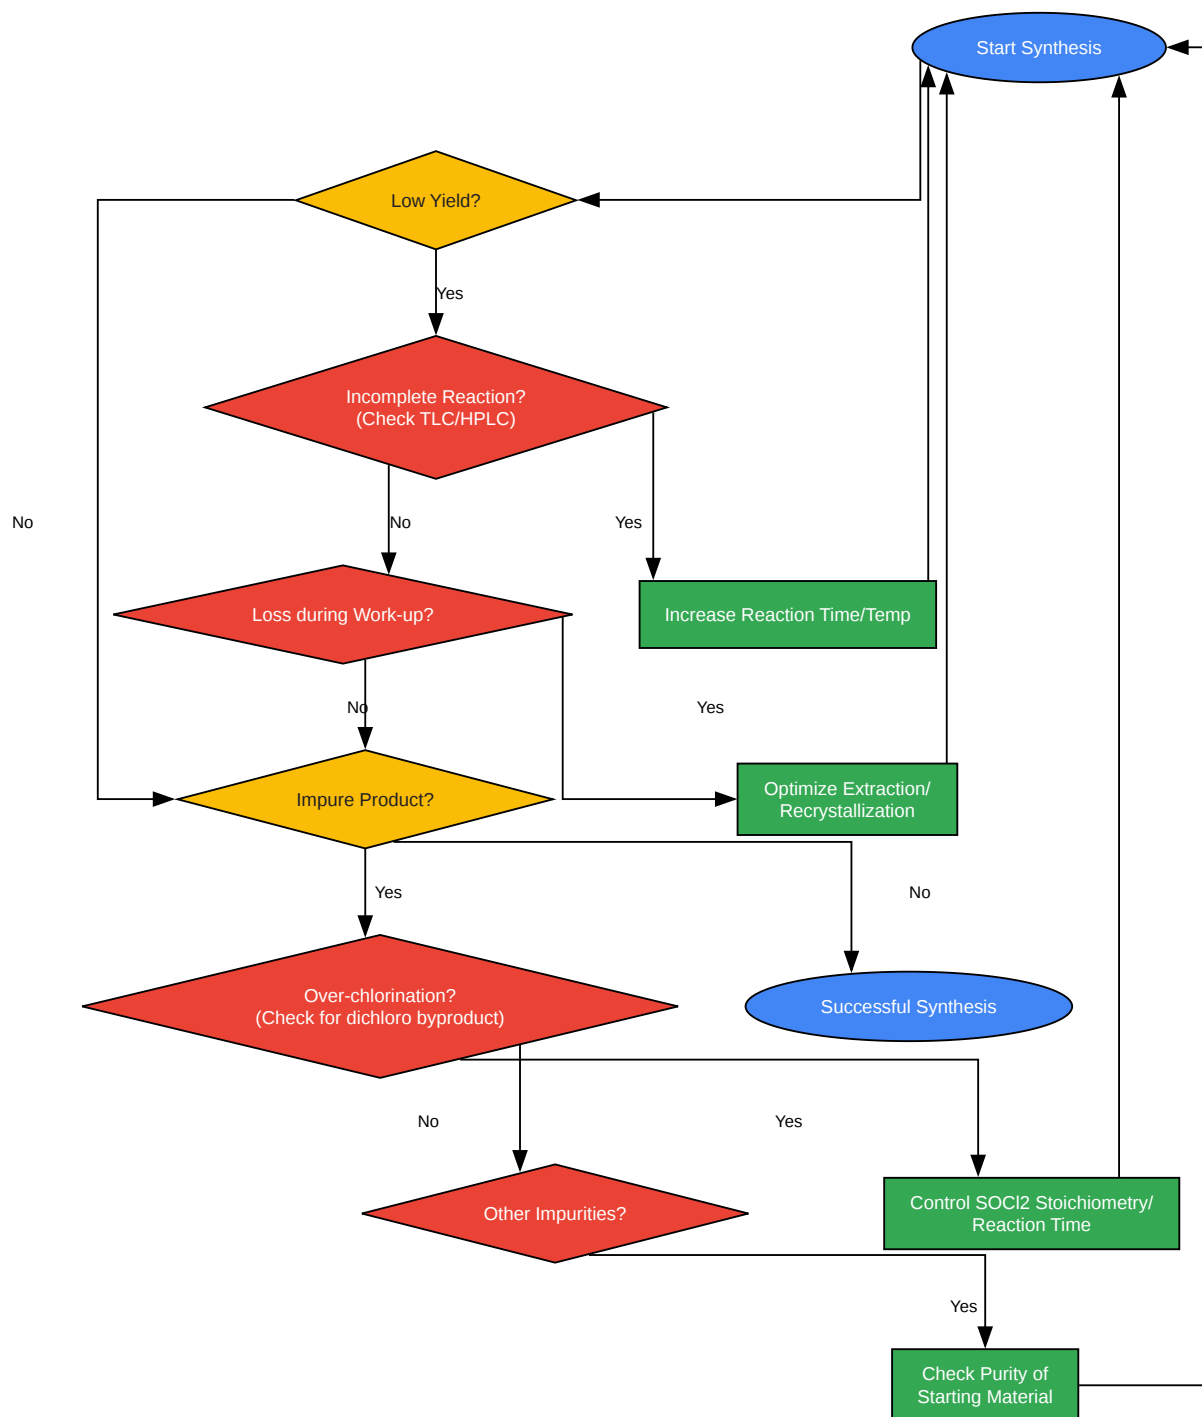 Start Synthesis
Low Yield?
Yes
Incomplete Reaction?
(Check TLC/HPLC)
No
No
Yes
Loss during Work-up?
Increase Reaction Time/Temp
No
Yes
Impure Product?
Optimize Extraction/
Recrystallization
Yes
No
Over-chlorination?
(Check for dichloro byproduct)
Successful Synthesis
No
Yes
Other Impurities?
Control SOCl2 Stoichiometry/
Reaction Time
Yes
Check Purity of
Starting Material